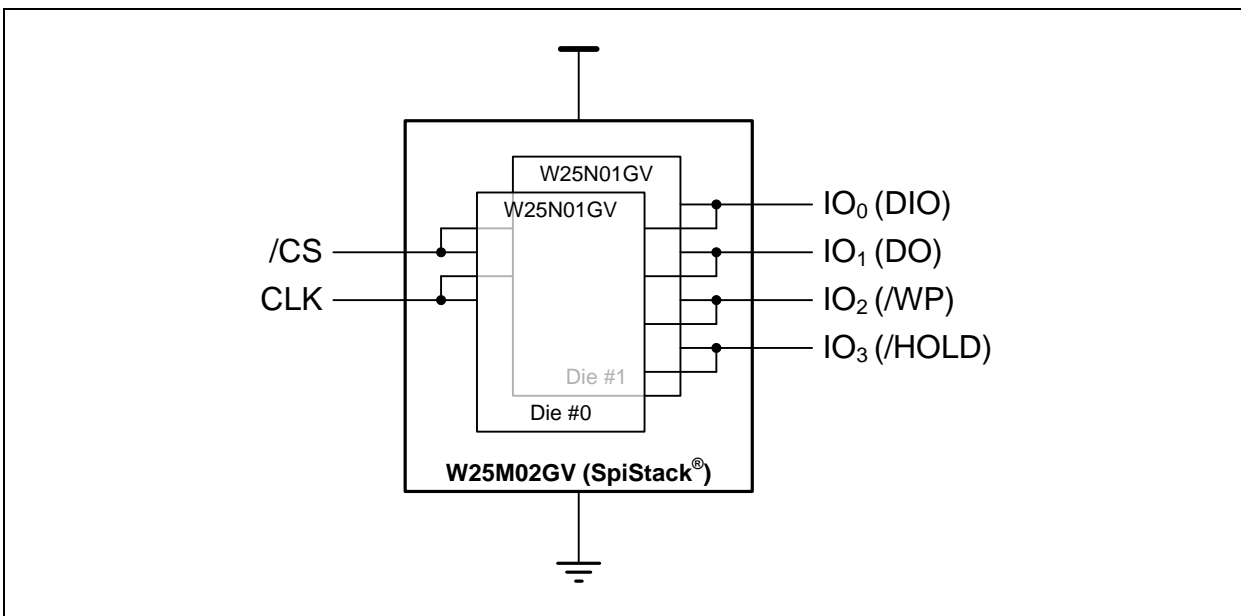 W25N01GV
W25N01GV
/CS
CLK
IO₀ (DIO)
IO₁ (DO)
IO₂ (/WP)
IO₃ (/HOLD)
Die #1
Die #0
W25M02GV (SpiStack®)